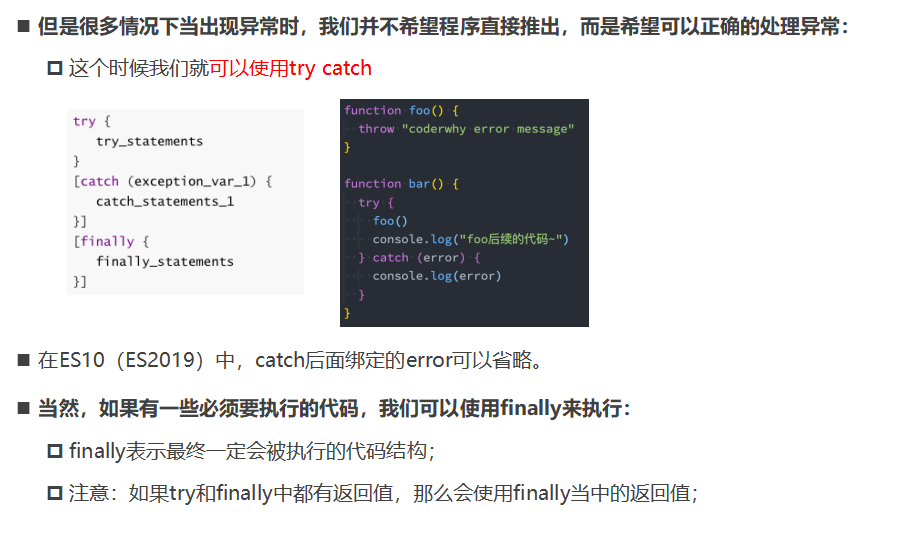 但是很多情况下当出现异常时，我们并不希望程序直接推出，而是希望可以正确的处理异常：
这个时候我们就可以使用try catch
try {
try_statements
}
[catch (exception_var_1) {
catch_statements_1
}]
[finally {
finally_statements
}]
function foo() {
throw "coderwhy error message"
}
function bar() {
try {
foo()
console.log("foo后续的代码~")
} catch (error) {
console.log(error)
}
}
在ES10（ES2019）中，catch后面绑定的error可以省略。
当然，如果有一些必须要执行的代码，我们可以使用finally来执行：
finally表示最终一定会被执行的代码结构；
注意：如果try和finally中都有返回值，那么会使用finally当中的返回值；